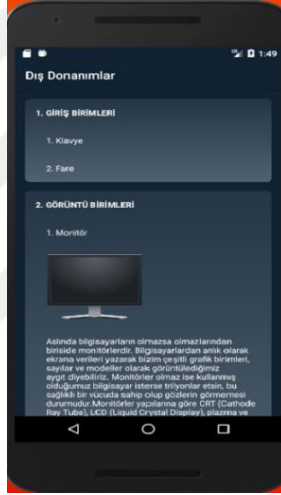 1:49
Dış Donanımlar
1. GİRİŞ BİRİMLERİ
1. Klavye
2. Fare
2. GÖRÜNTÜ BİRİMLERİ
1. Monitör
Aslında bilgisayarların olmazsa olmazlarından
biriside monitörlerdir. Bilgisayarlardan anlık olarak
ekrana verileri yazarak bizim çeşitli grafik birimleri,
sayılar ve modeller olarak görüntülediğimiz
aygıt diyebiliriz. Monitörler olmaz ise kullanmış
olduğumuz bilgisayar isterse trilyonlar etsin, bu
sağlıklı bir vücuda sahip olup gözlerin görmemesi
durumudur.Monitörler yapılarına göre CRT (Cathode
Ray Tube), LCD (Liquid Crystal Display), plazma ve